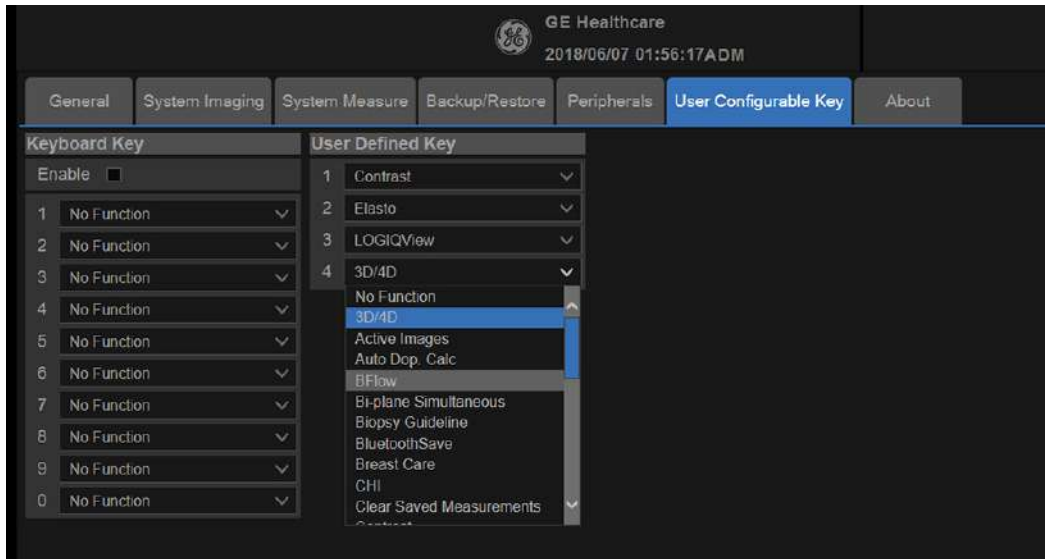 GE Healthcare
2018/06/07 01:56:17ADM
General System Imaging System Measure Backup/Restore Peripherals User Configurable Key About
Keyboard Key
Enable
1 No Function
2 No Function
3 No Function
4 No Function
5 No Function
6 No Function
7 No Function
8 No Function
9 No Function
0 No Function
User Defined Key
1 Contrast
2 Elasto
3 LOGIQView
4 3D/4D
No Function
3D/4D
Active Images
Auto Dop. Calc
BFlow
Bi-plane Simultaneous
Biopsy Guideline
BluetoothSave
Breast Care
CHI
Clear Saved Measurements